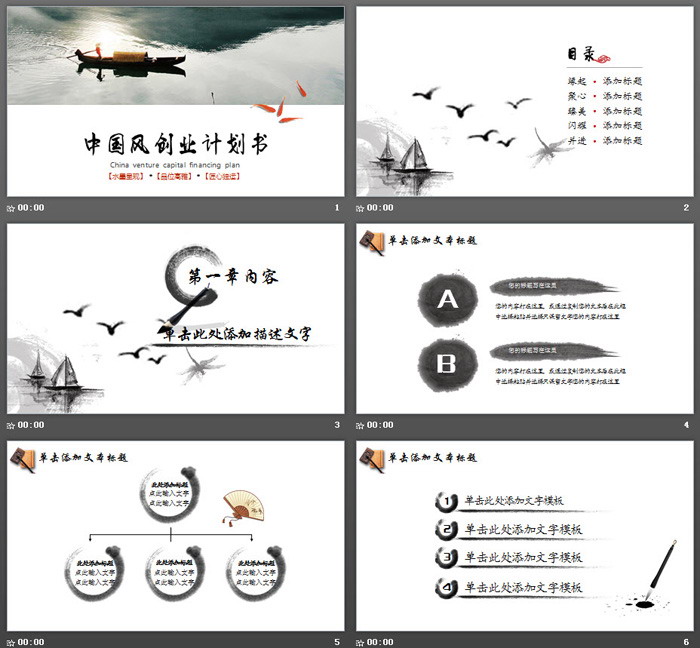 中国风创业计划书
China venture capital financing plan
【水墨呈现】 * 【品位高雅】 * 【匠心独运】
00:00 1
目录
缘起 • 添加标题
聚心 • 添加标题
臻美 • 添加标题
闪耀 • 添加标题
并进 • 添加标题
00:00 2
第一章内容
单击此处添加描述文字
00:00 3
单击添加文本标题
A
您的标题写在这里
您的内容打在这里，或通过复制您的文本后在此框
中选择粘贴并选择只保留文字您的内容打在这里
B
您的标题写在这里
您的内容打在这里，或通过复制您的文本后在此框
中选择粘贴并选择只保留文字您的内容打在这里
00:00 4
单击添加文本标题
此处添加标题
点此输入文字
点此输入文字
此处添加标题
点此输入文字
点此输入文字
此处添加标题
点此输入文字
点此输入文字
此处添加标题
点此输入文字
点此输入文字
00:00 5
单击添加文本标题
1 单击此处添加文字模板
2 单击此处添加文字模板
3 单击此处添加文字模板
4 单击此处添加文字模板
00:00 6